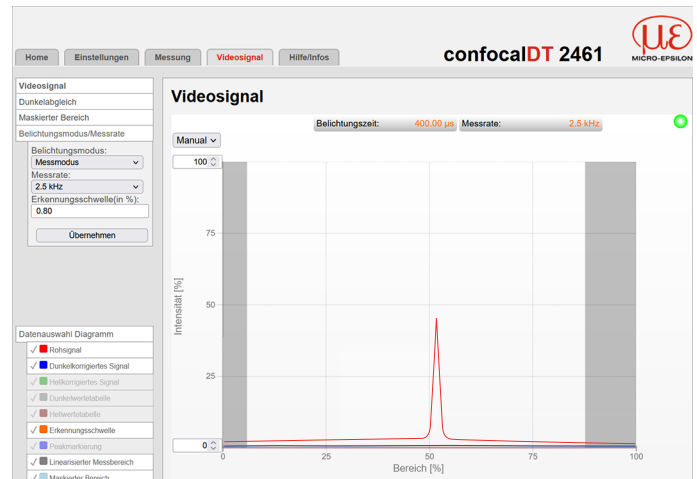 Home
Einstellungen
Messung
Videosignal
Hilfe/Infos
confocalDT 2461
με
MICRO-EPSILON
Videosignal
Dunkelabgleich
Maskierter Bereich
Belichtungsmodus/Messrate
Belichtungsmodus:
Messmodus
Messrate:
2.5 kHz
Erkennungsschwelle(in %):
0.80
Übernehmen
Datenauswahl Diagramm
Rohsignal
Dunkelkorrigiertes Signal
Hellkorrigiertes Signal
Dunkelwertetabelle
Hellwertetabelle
Erkennungsschwelle
Peakmarkierung
Linearisierter Messbereich
Maskierter Bereich
Videosignal
Belichtungszeit: 400.00 µs
Messrate: 2.5 kHz
Manual
100
75
50
25
0
Intensität [%]
0 25 50 75 100
Bereich [%]